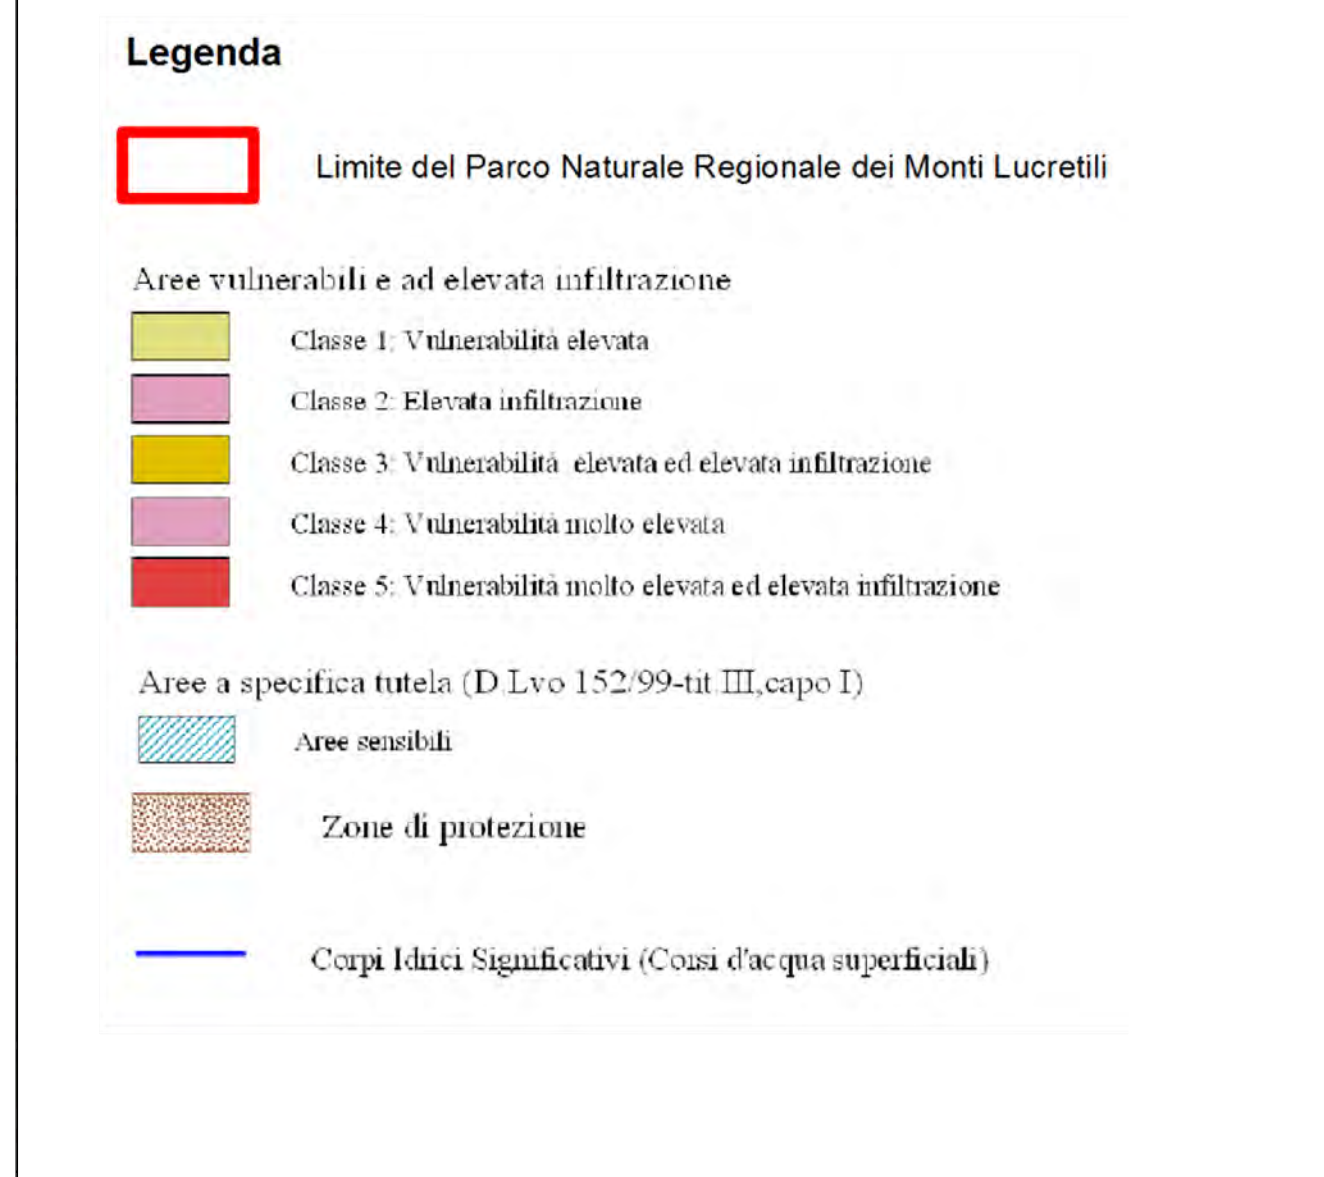 Legenda
Limite del Parco Naturale Regionale dei Monti Lucretili
Aree vulnerabili e ad elevata infiltrazione
Classe 1: Vulnerabilità elevata
Classe 2: Elevata infiltrazione
Classe 3: Vulnerabilità elevata ed elevata infiltrazione
Classe 4: Vulnerabilità molto elevata
Classe 5: Vulnerabilità molto elevata ed elevata infiltrazione
Aree a specifica tutela (D.Lvo 152/99-tit.III,capo I)
Aree sensibili
Zone di protezione
Corpi Idrici Significativi (Corsi d'acqua superficiali)